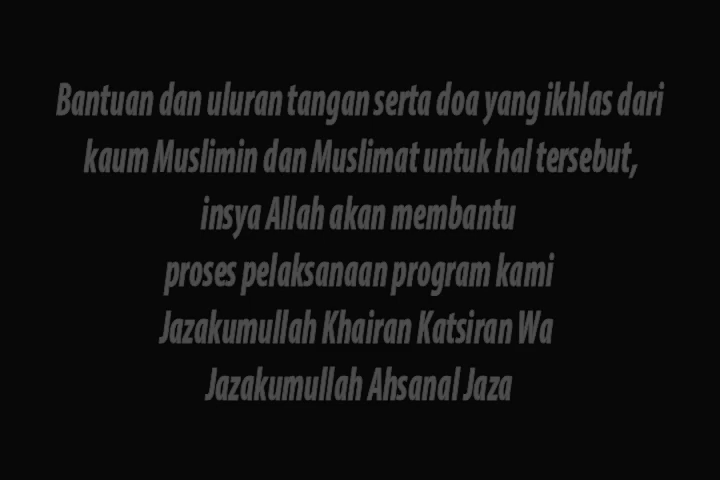 Bantuan dan uluran tangan serta doa yang ikhlas dari
kaum Muslimin dan Muslimat untuk hal tersebut,
insya Allah akan membantu
proses pelaksanaan program kami
Jazakumullah Khairan Katsiran Wa
Jazakumullah Ahsanal Jaza